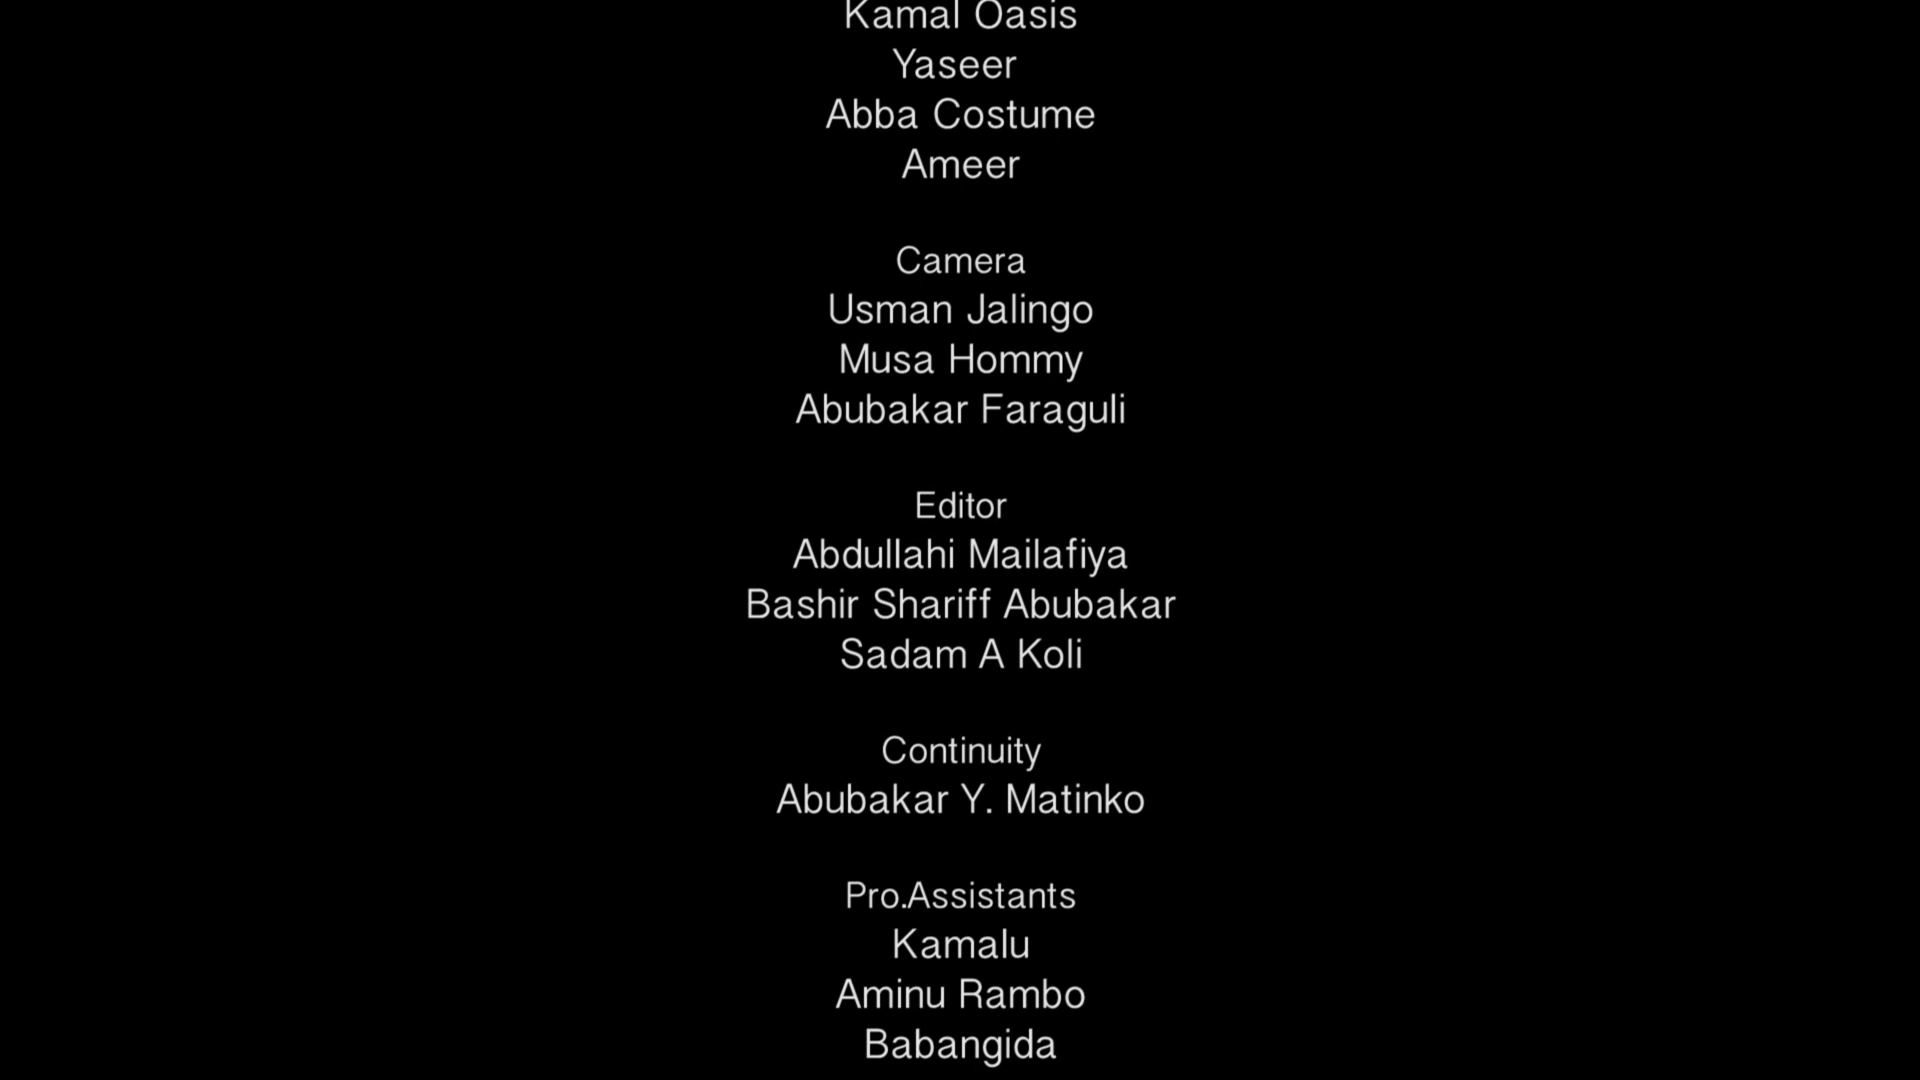 Kamal Oasis
Yaseer
Abba Costume
Ameer
Camera
Usman Jalingo
Musa Hommy
Abubakar Faraguli
Editor
Abdullahi Mailafiya
Bashir Shariff Abubakar
Sadam A Koli
Continuity
Abubakar Y. Matinko
Pro.Assistants
Kamalu
Aminu Rambo
Babangida